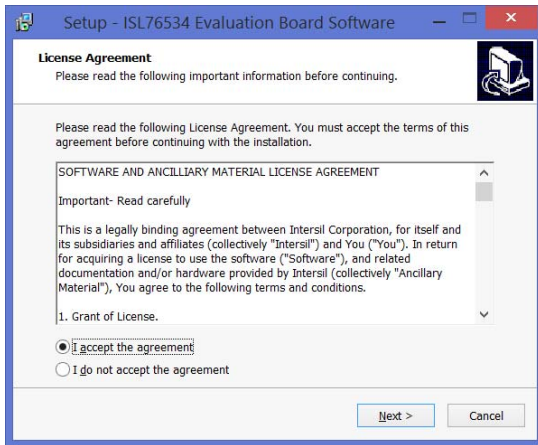 Setup - ISL76534 Evaluation Board Software
License Agreement
Please read the following important information before continuing.
Please read the following License Agreement. You must accept the terms of this
agreement before continuing with the installation.
SOFTWARE AND ANCILLIARY MATERIAL LICENSE AGREEMENT
Important- Read carefully
This is a legally binding agreement between Intersil Corporation, for itself and
its subsidiaries and affiliates (collectively "Intersil") and You ("You"). In return
for acquiring a license to use the software ("Software"), and related
documentation and/or hardware provided by Intersil (collectively "Ancillary
Material"), You agree to the following terms and conditions.
1. Grant of License.
I accept the agreement
I do not accept the agreement
Next >
Cancel